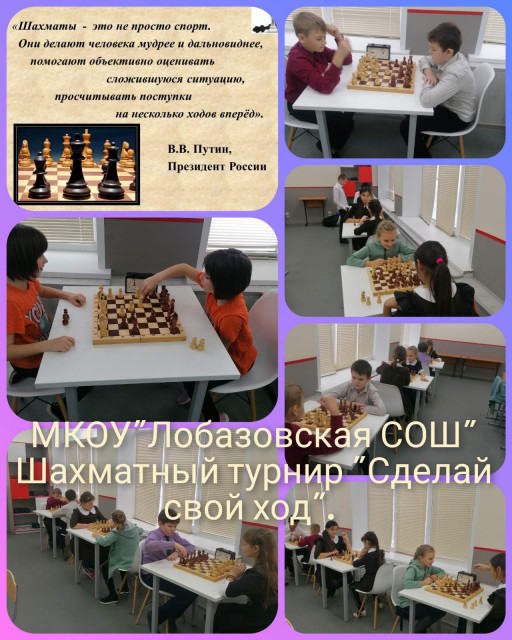 «Шахматы - это не просто спорт.
Они делают человека мудрее и дальновиднее,
помогают объективно оценивать
сложившуюся ситуацию,
просчитывать поступки
на несколько ходов вперёд».
В.В. Путин,
Президент России
МКОУ"Лобазовская СОШ"
Шахматный турнир "Сделай
свой ход".